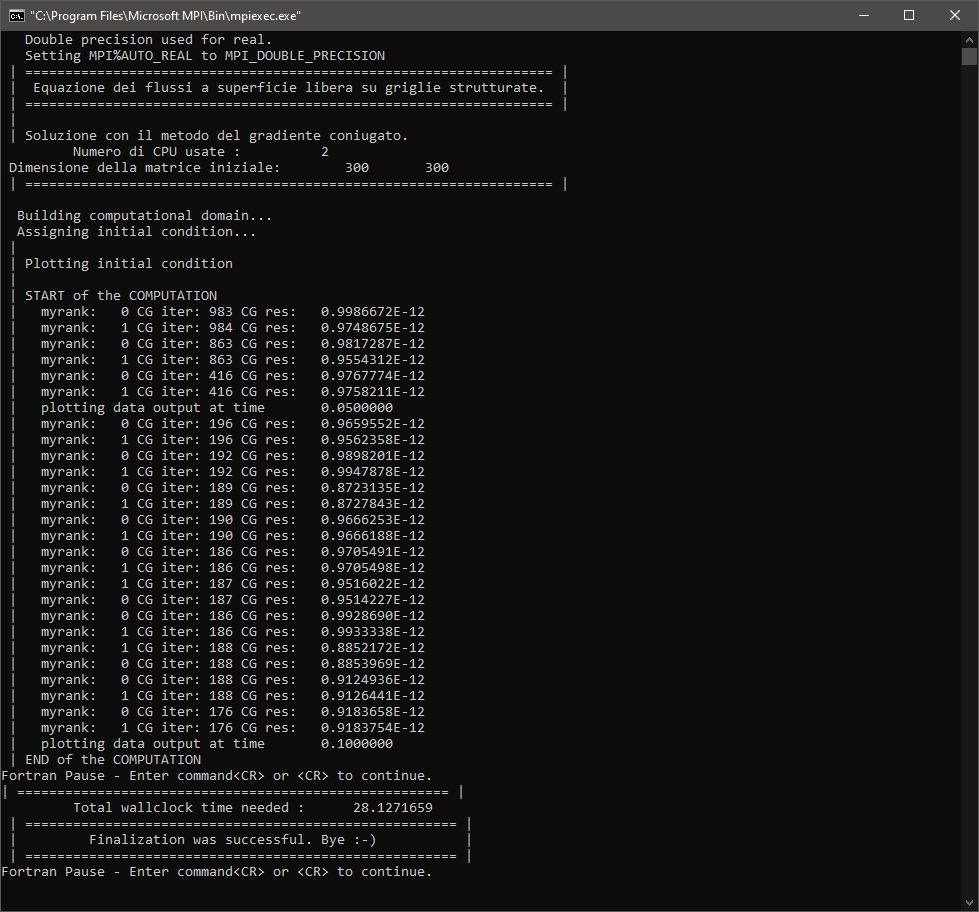 "C:\Program Files\Microsoft MPI\Bin\mpiexec.exe"
Double precision used for real.
Setting MPI%AUTO_REAL to MPI_DOUBLE_PRECISION
| ================================================================== |
| Equazione dei flussi a superficie libera su griglie strutturate. |
| ================================================================== |
|
| Soluzione con il metodo del gradiente coniugato.
Numero di CPU usate : 2
Dimensione della matrice iniziale: 300 300
| ================================================================== |
Building computational domain...
Assigning initial condition...
|
| Plotting initial condition
|
| START of the COMPUTATION
| myrank: 0 CG iter: 983 CG res: 0.9986672E-12
| myrank: 1 CG iter: 984 CG res: 0.9748675E-12
| myrank: 0 CG iter: 863 CG res: 0.9817287E-12
| myrank: 1 CG iter: 863 CG res: 0.9554312E-12
| myrank: 0 CG iter: 416 CG res: 0.9767774E-12
| myrank: 1 CG iter: 416 CG res: 0.9758211E-12
| plotting data output at time 0.0500000
| myrank: 0 CG iter: 196 CG res: 0.9659552E-12
| myrank: 1 CG iter: 196 CG res: 0.9562358E-12
| myrank: 0 CG iter: 192 CG res: 0.9898201E-12
| myrank: 1 CG iter: 192 CG res: 0.9947878E-12
| myrank: 0 CG iter: 189 CG res: 0.8723135E-12
| myrank: 1 CG iter: 189 CG res: 0.8727843E-12
| myrank: 0 CG iter: 190 CG res: 0.9666253E-12
| myrank: 1 CG iter: 190 CG res: 0.9666188E-12
| myrank: 0 CG iter: 186 CG res: 0.9705491E-12
| myrank: 1 CG iter: 186 CG res: 0.9705498E-12
| myrank: 1 CG iter: 187 CG res: 0.9516022E-12
| myrank: 0 CG iter: 187 CG res: 0.9514227E-12
| myrank: 0 CG iter: 186 CG res: 0.9928690E-12
| myrank: 1 CG iter: 186 CG res: 0.9933338E-12
| myrank: 1 CG iter: 188 CG res: 0.8852172E-12
| myrank: 0 CG iter: 188 CG res: 0.8853969E-12
| myrank: 0 CG iter: 188 CG res: 0.9124936E-12
| myrank: 1 CG iter: 188 CG res: 0.9126441E-12
| myrank: 0 CG iter: 176 CG res: 0.9183658E-12
| myrank: 1 CG iter: 176 CG res: 0.9183754E-12
| plotting data output at time 0.1000000
| END of the COMPUTATION
Fortran Pause - Enter command<CR> or <CR> to continue.
| ====================================================== |
Total wallclock time needed : 28.1271659
| ====================================================== |
| Finalization was successful. Bye :-) |
| ====================================================== |
Fortran Pause - Enter command<CR> or <CR> to continue.